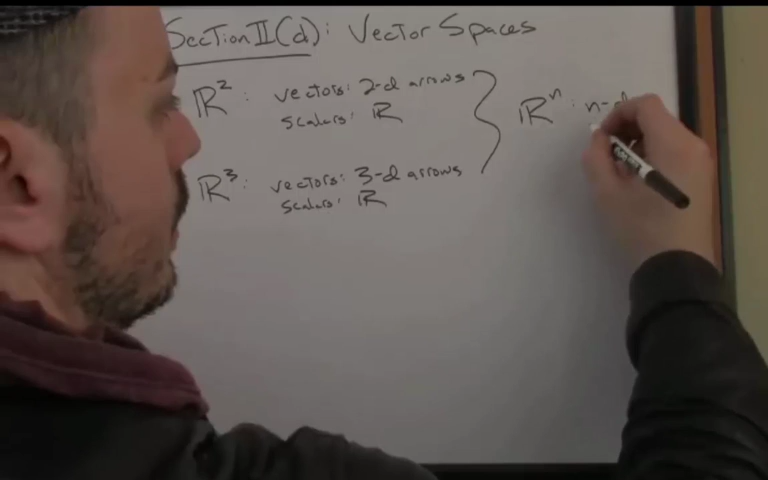 Section II(d): Vector Spaces
ℝ²: vectors: 2-d arrows
scalars: ℝ
ℝⁿ: n-d
ℝ³: vectors: 3-d arrows
scalars: ℝ